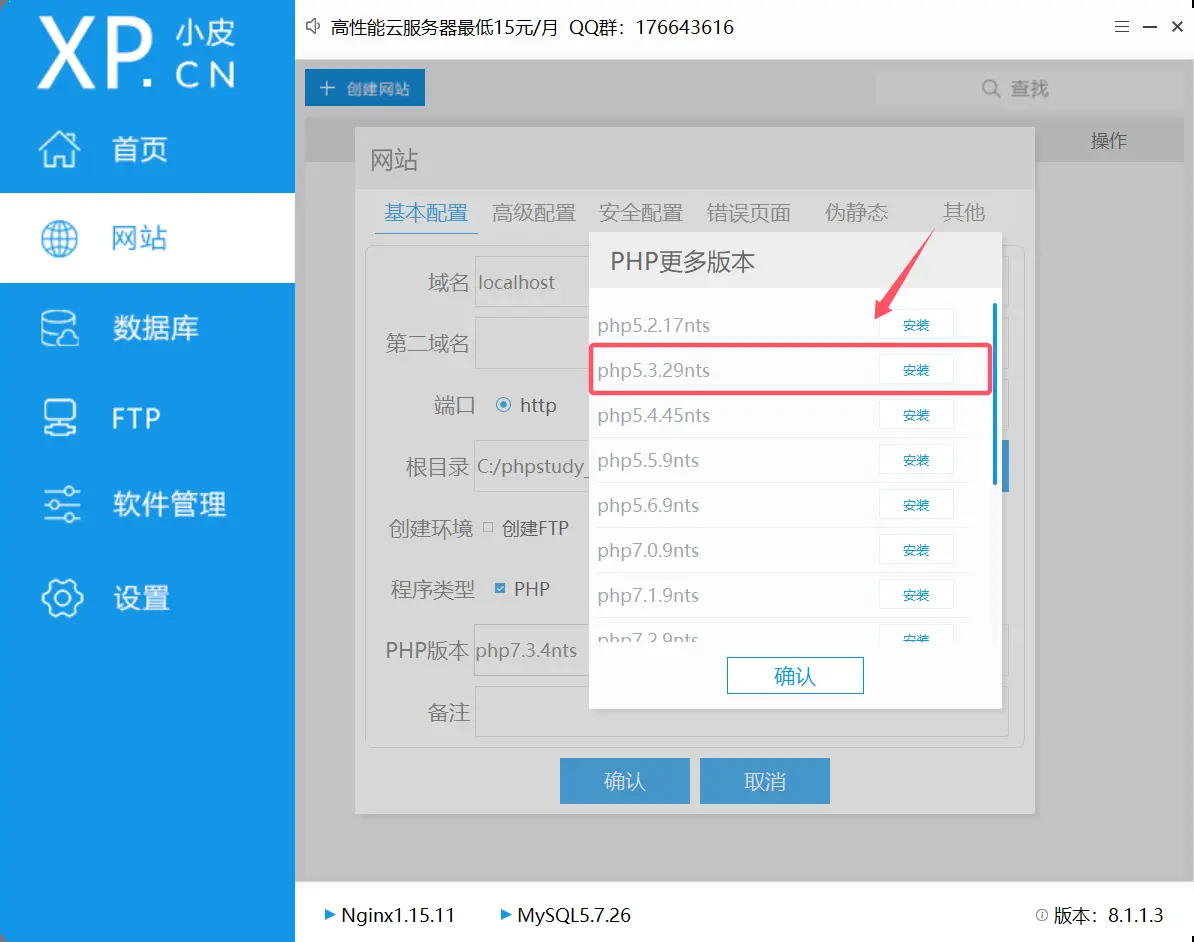 XP.小皮CN
高性能云服务器最低15元/月 QQ群：176643616
首页
网站
数据库
FTP
软件管理
设置
创建网站
查找
操作
网站
基本配置 高级配置 安全配置 错误页面 伪静态 其他
域名 localhost
第二域名
端口 http
根目录 C:/phpstudy_
创建环境 创建FTP
程序类型 PHP
PHP版本 php7.3.4nts
备注
确认 取消
PHP更多版本
php5.2.17nts 安装
php5.3.29nts 安装
php5.4.45nts 安装
php5.5.9nts 安装
php5.6.9nts 安装
php7.0.9nts 安装
php7.1.9nts 安装
php7.2.9nts 安装
确认
Nginx1.15.11 MySQL5.7.26 版本：8.1.1.3